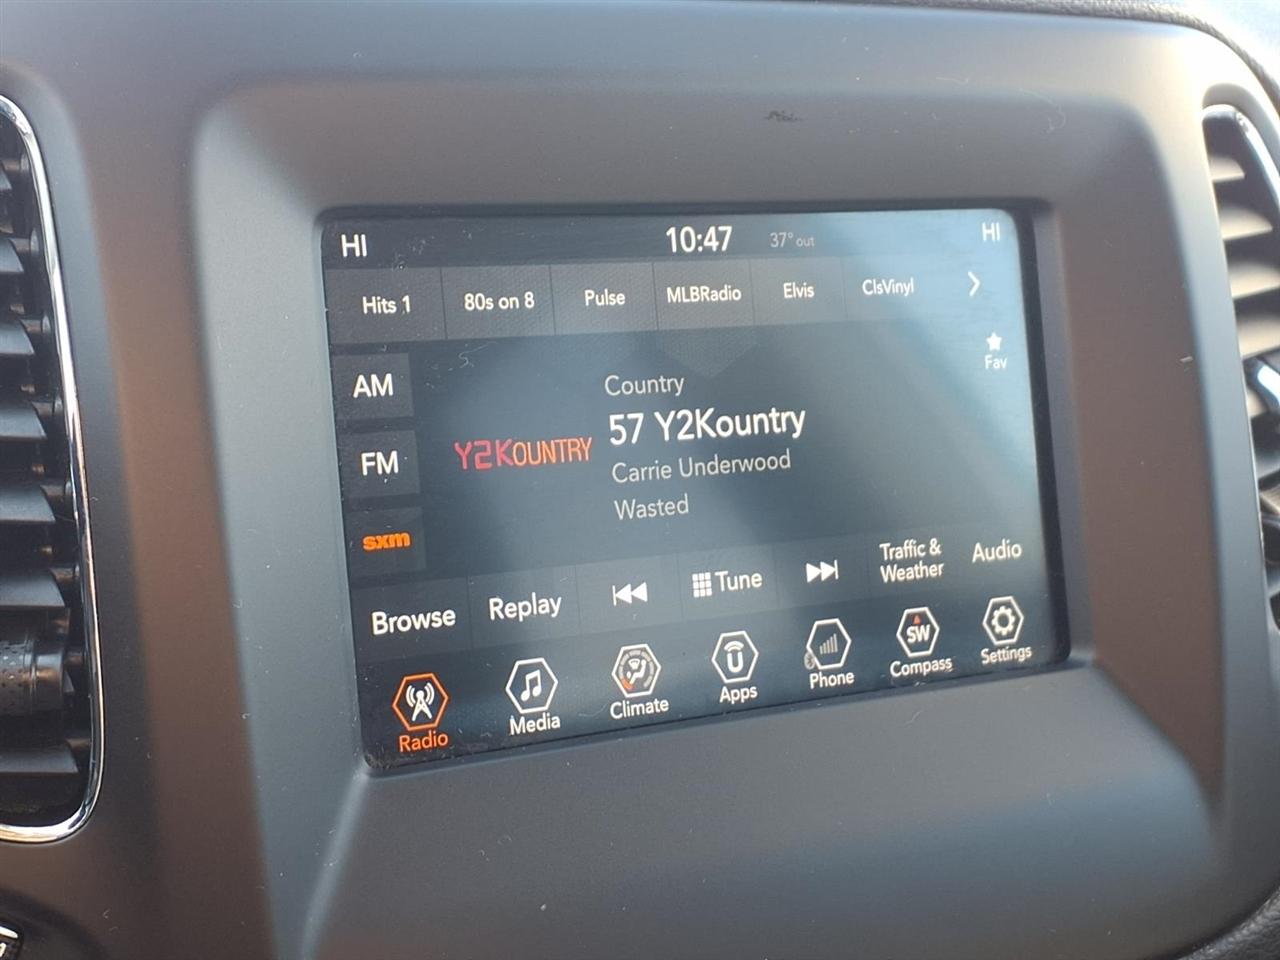 HI 10:47 37° out HI
Hits 1 80s on 8 Pulse MLBRadio Elvis ClsVinyl
Fav
AM
FM
sxm
Y2KOUNTRY
Country
57 Y2Kountry
Carrie Underwood
Wasted
Browse Replay Tune Traffic & Weather Audio
Radio Media Climate Apps Phone SW Compass Settings